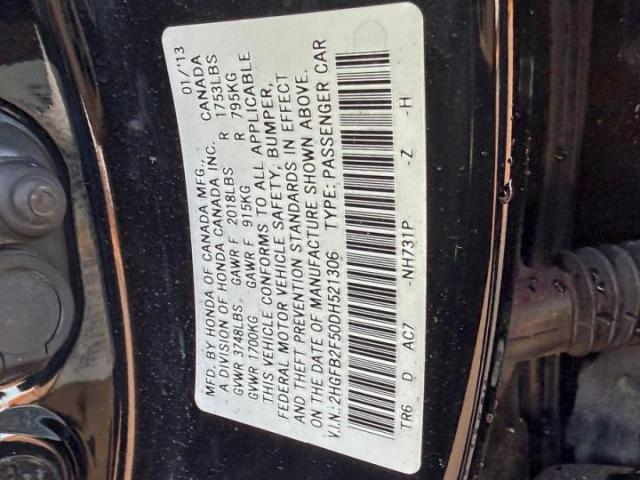 MFD. BY HONDA OF CANADA MFG., 01/'13
A DIVISION OF HONDA CANADA INC. CANADA
GVWR 3748LBS GAWR F 2018LBS R 1753LBS
GVWR 1700KG GAWR F 915KG R 795KG
THIS VEHICLE CONFORMS TO ALL APPLICABLE
FEDERAL MOTOR VEHICLE SAFETY, BUMPER,
AND THEFT PREVENTION STANDARDS IN EFFECT
ON THE DATE OF MANUFACTURE SHOWN ABOVE.
V.I.N.: 2HGFB2F50DH521306 TYPE: PASSENGER CAR
TR6 D AC7 -NH731P -Z -H